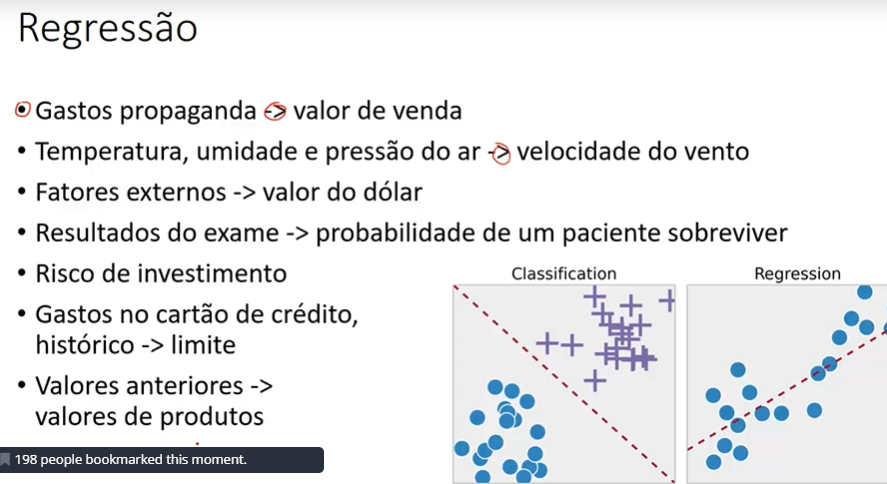 Regressão
• Gastos propaganda -> valor de venda
• Temperatura, umidade e pressão do ar -> velocidade do vento
• Fatores externos -> valor do dólar
• Resultados do exame -> probabilidade de um paciente sobreviver
• Risco de investimento
• Gastos no cartão de crédito,
histórico -> limite
• Valores anteriores ->
valores de produtos
Classification
Regression
198 people bookmarked this moment.